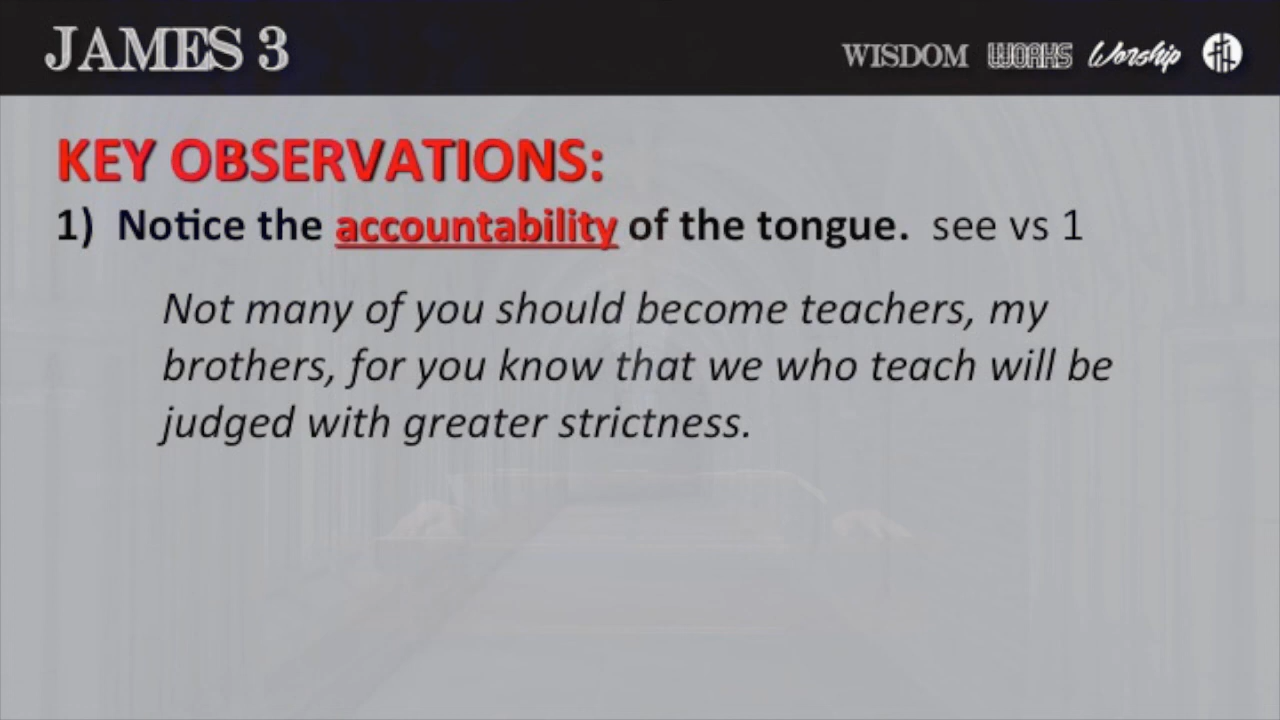 JAMES 3
WISDOM WORKS Worship
KEY OBSERVATIONS:
1) Notice the accountability of the tongue. see vs 1
Not many of you should become teachers, my
brothers, for you know that we who teach will be
judged with greater strictness.